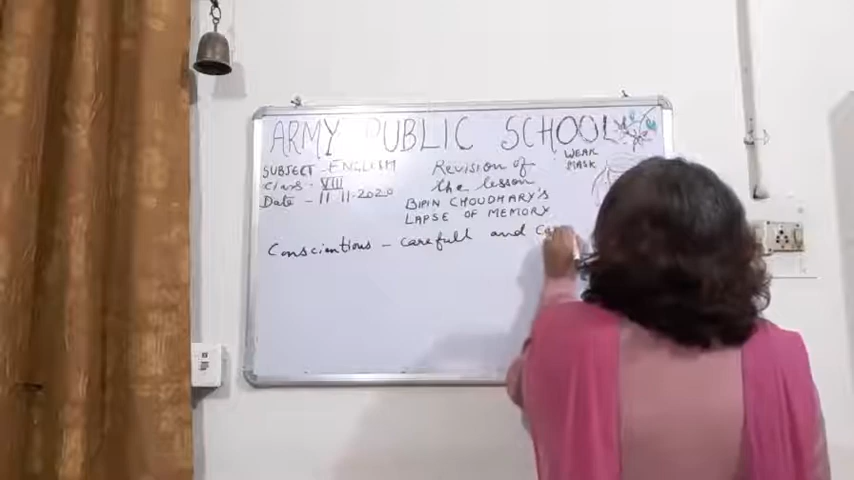 ARMY PUBLIC SCHOOL
SUBJECT - ENGLISH
Class - VIII
Date - 11-11-2020
Revision of
the lesson
BIPIN CHOUDHARY'S
LAPSE OF MEMORY
WEAR
MASK
Conscientious - carefull and